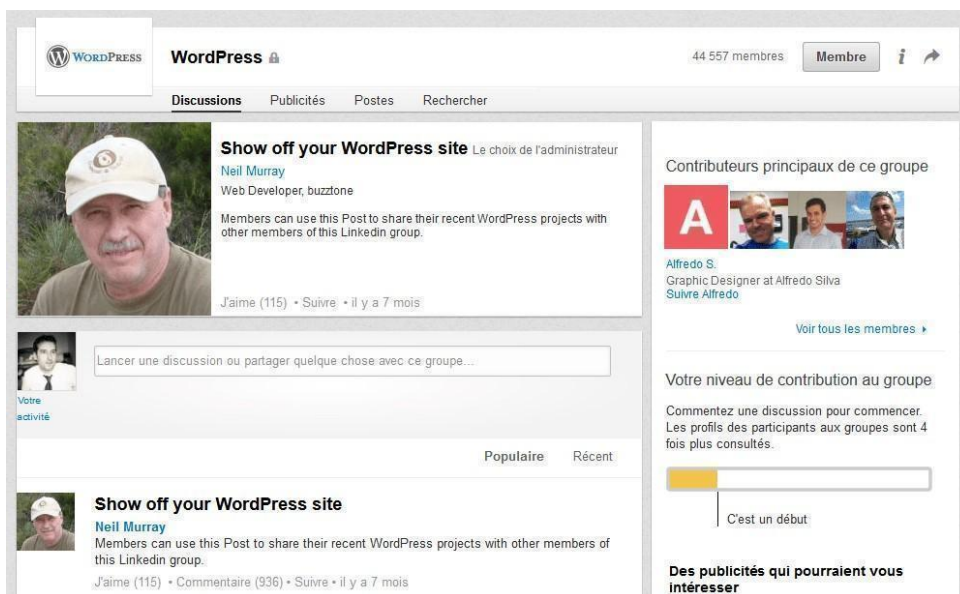 WORDPRESS
WordPress
44 557 membres
Membre
Discussions Publicités Postes Rechercher
Show off your WordPress site Le choix de l'administrateur
Neil Murray
Web Developer, buzztone
Members can use this Post to share their recent WordPress projects with
other members of this Linkedin group.
J'aime (115) • Suivre • il y a 7 mois
Lancer une discussion ou partager quelque chose avec ce groupe...
Votre
activité
Populaire Récent
Show off your WordPress site
Neil Murray
Members can use this Post to share their recent WordPress projects with other members of
this Linkedin group.
J'aime (115) • Commentaire (936) • Suivre • il y a 7 mois
Contributeurs principaux de ce groupe
A
Alfredo S.
Graphic Designer at Alfredo Silva
Suivre Alfredo
Voir tous les membres
Votre niveau de contribution au groupe
Commentez une discussion pour commencer.
Les profils des participants aux groupes sont 4
fois plus consultés.
C'est un début
Des publicités qui pourraient vous
intéresser